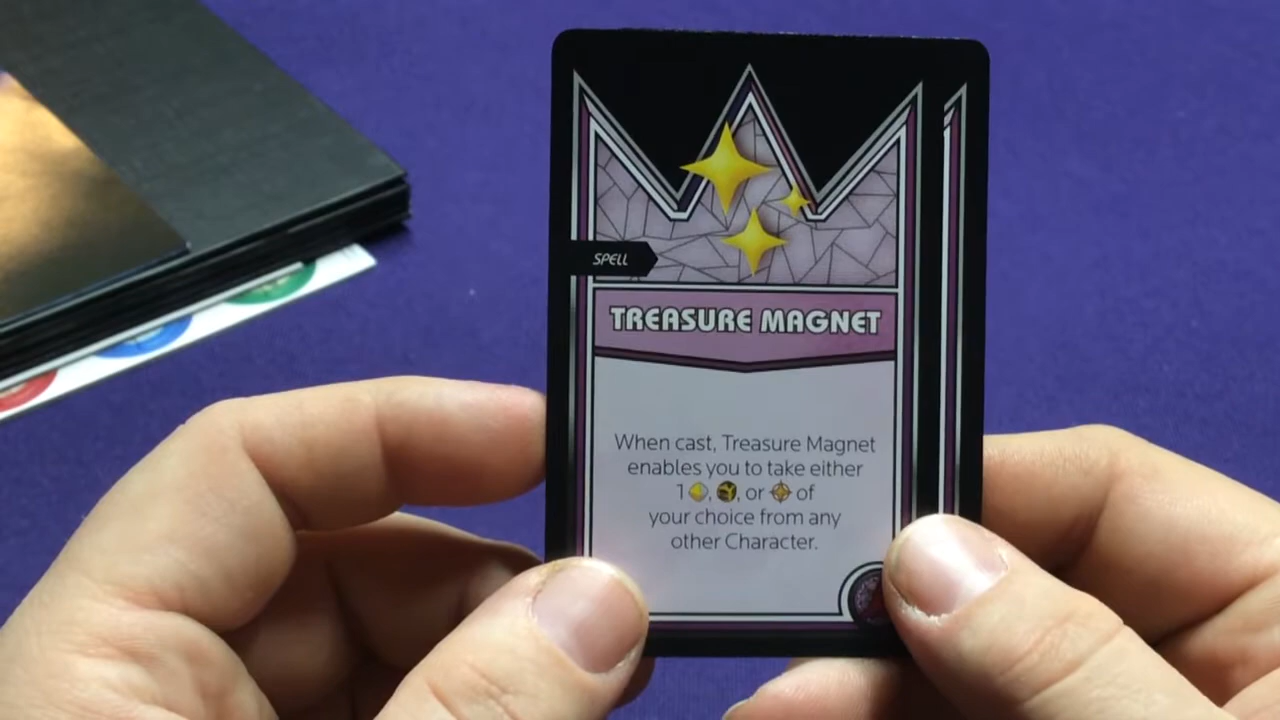 SPELL
TREASURE MAGNET
When cast, Treasure Magnet
enables you to take either
1 , , or of
your choice from any
other Character.